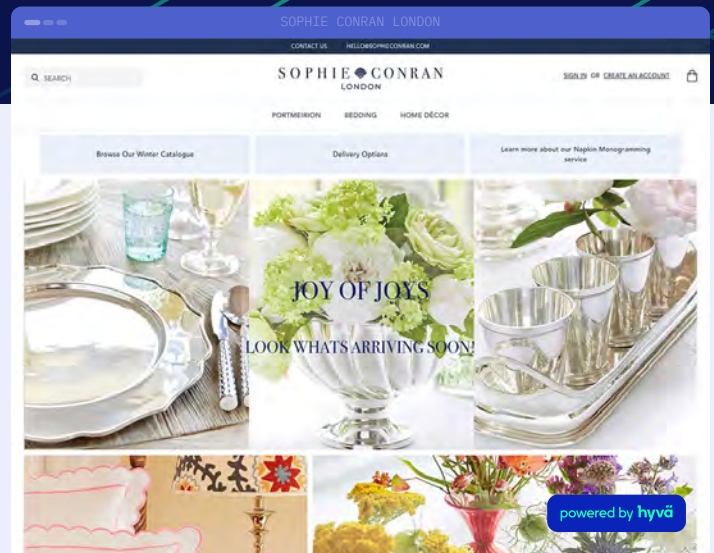 SOPHIE CONRAN LONDON
CONTACT US
HELLO@SOPHIECONRAN.COM
SEARCH
SOPHIE CONRAN
LONDON
SIGN IN OR CREATE AN ACCOUNT
PORTMEIRION BEDDING HOME DÉCOR
Browse Our Winter Catalogue
Delivery Options
Learn more about our Napkin Monogramming
service
JOY OF JOYS
LOOK WHATS ARRIVING SOON!
powered by hyvä